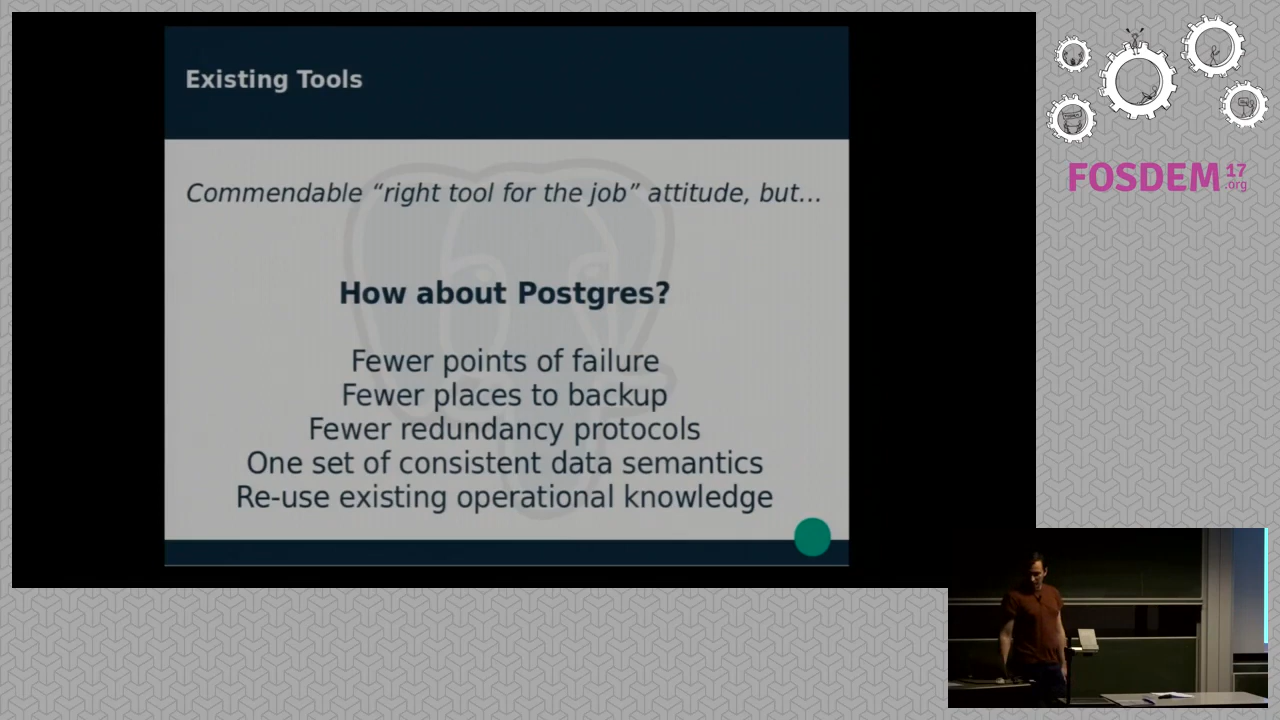 Existing Tools
Commendable “right tool for the job” attitude, but...
How about Postgres?
Fewer points of failure
Fewer places to backup
Fewer redundancy protocols
One set of consistent data semantics
Re-use existing operational knowledge
FOSDEM 17
.org